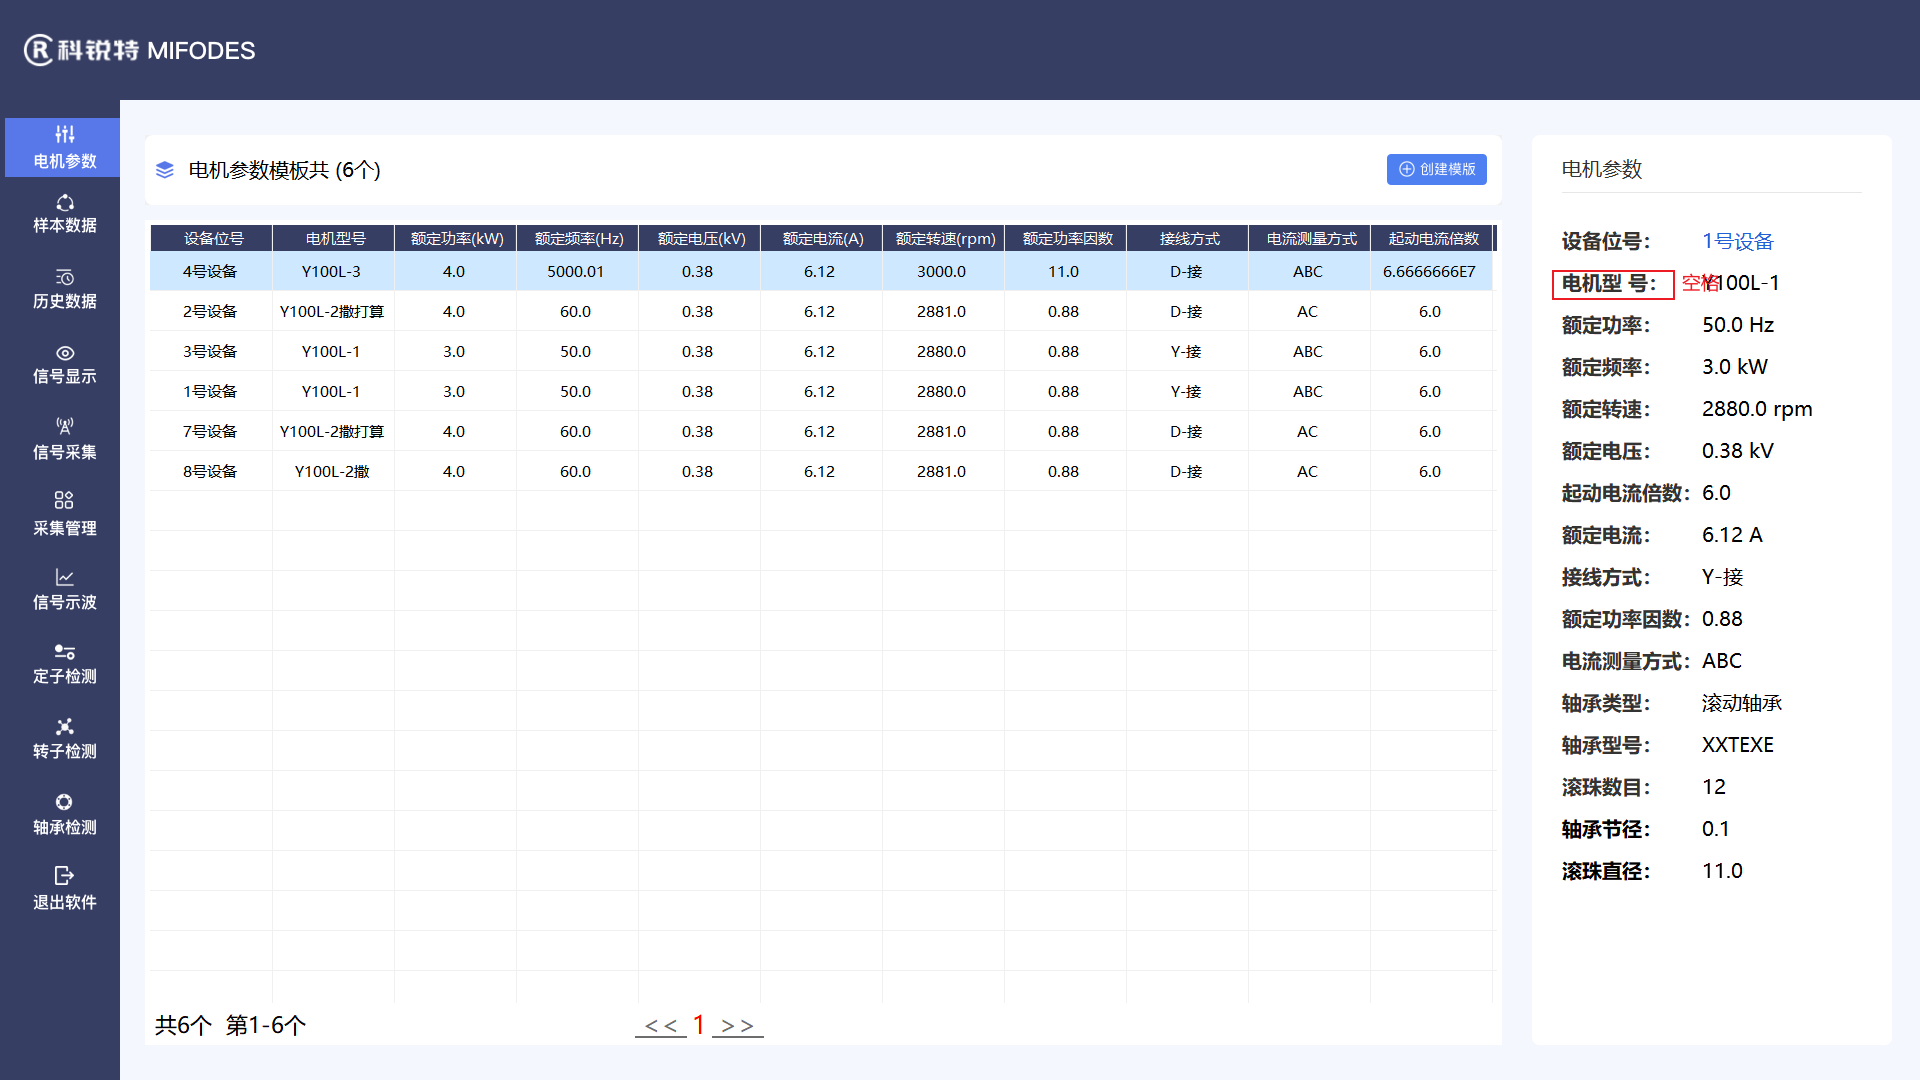 科锐特 MIFODES
电机参数
样本数据
历史数据
信号显示
信号采集
采集管理
信号示波
定子检测
转子检测
轴承检测
退出软件
电机参数模板共 (6个)
创建模版
设备位号 电机型号 额定功率(kW) 额定频率(Hz) 额定电压(kV) 额定电流(A) 额定转速(rpm) 额定功率因数 接线方式 电流测量方式 起动电流倍数
4号设备 Y100L-3 4.0 5000.01 0.38 6.12 3000.0 11.0 D-接 ABC 6.6666666E7
2号设备 Y100L-2撒打算 4.0 60.0 0.38 6.12 2881.0 0.88 D-接 AC 6.0
3号设备 Y100L-1 3.0 50.0 0.38 6.12 2880.0 0.88 Y-接 ABC 6.0
1号设备 Y100L-1 3.0 50.0 0.38 6.12 2880.0 0.88 Y-接 ABC 6.0
7号设备 Y100L-2撒打算 4.0 60.0 0.38 6.12 2881.0 0.88 D-接 AC 6.0
8号设备 Y100L-2撒 4.0 60.0 0.38 6.12 2881.0 0.88 D-接 AC 6.0
共6个 第1-6个
<< 1 >>
电机参数
设备位号： 1号设备
电机型 号： 空格 Y100L-1
额定功率： 50.0 Hz
额定频率： 3.0 kW
额定转速： 2880.0 rpm
额定电压： 0.38 kV
起动电流倍数： 6.0
额定电流： 6.12 A
接线方式： Y-接
额定功率因数： 0.88
电流测量方式： ABC
轴承类型： 滚动轴承
轴承型号： XXTEXE
滚珠数目： 12
轴承节径： 0.1
滚珠直径： 11.0